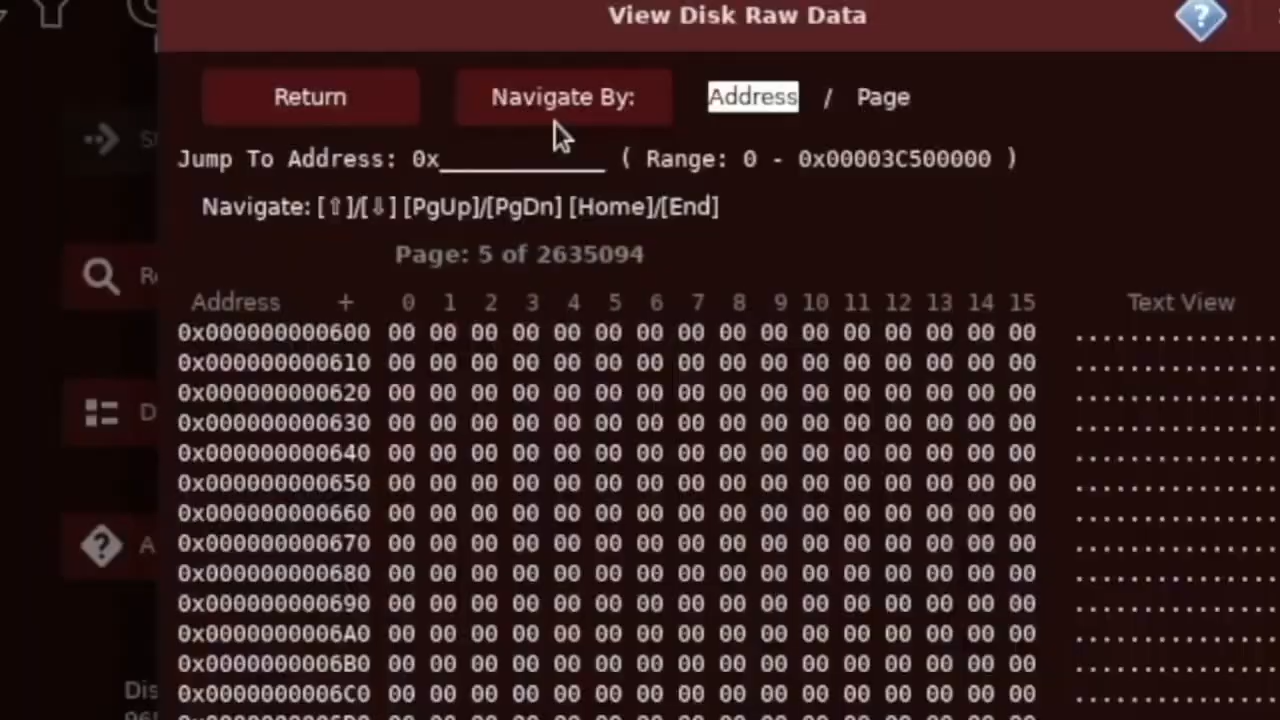 View Disk Raw Data
?
Return Navigate By: Address / Page
Jump To Address: 0x____________ ( Range: 0 - 0x00003C500000 )
Navigate: [⇧]/[⇩] [PgUp]/[PgDn] [Home]/[End]
Page: 5 of 2635094
Address + 0 1 2 3 4 5 6 7 8 9 10 11 12 13 14 15 Text View
0x000000000600 00 00 00 00 00 00 00 00 00 00 00 00 00 00 00 00 ...............
0x000000000610 00 00 00 00 00 00 00 00 00 00 00 00 00 00 00 00 ...............
0x000000000620 00 00 00 00 00 00 00 00 00 00 00 00 00 00 00 00 ...............
0x000000000630 00 00 00 00 00 00 00 00 00 00 00 00 00 00 00 00 ...............
0x000000000640 00 00 00 00 00 00 00 00 00 00 00 00 00 00 00 00 ...............
0x000000000650 00 00 00 00 00 00 00 00 00 00 00 00 00 00 00 00 ...............
0x000000000660 00 00 00 00 00 00 00 00 00 00 00 00 00 00 00 00 ...............
0x000000000670 00 00 00 00 00 00 00 00 00 00 00 00 00 00 00 00 ...............
0x000000000680 00 00 00 00 00 00 00 00 00 00 00 00 00 00 00 00 ...............
0x000000000690 00 00 00 00 00 00 00 00 00 00 00 00 00 00 00 00 ...............
0x0000000006A0 00 00 00 00 00 00 00 00 00 00 00 00 00 00 00 00 ...............
0x0000000006B0 00 00 00 00 00 00 00 00 00 00 00 00 00 00 00 00 ...............
0x0000000006C0 00 00 00 00 00 00 00 00 00 00 00 00 00 00 00 00 ...............
Dis